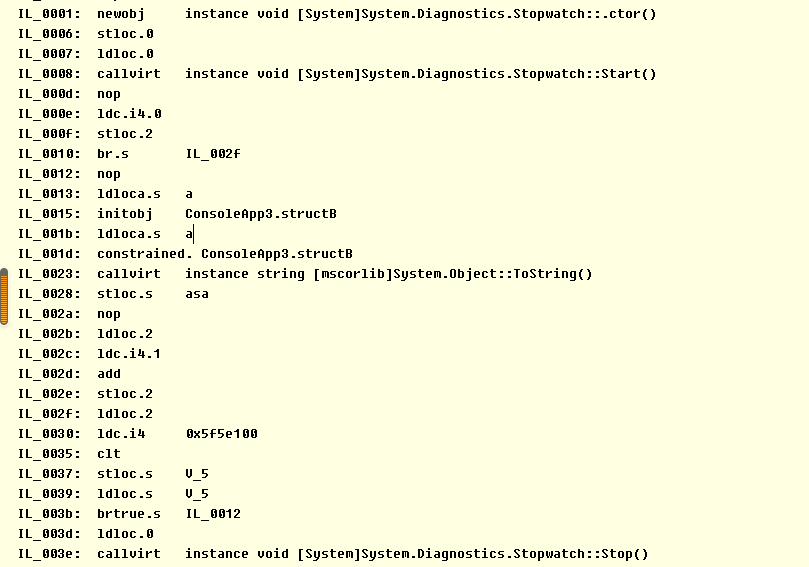 IL_0001: newobj instance void [System]System.Diagnostics.Stopwatch::.ctor()
IL_0006: stloc.0
IL_0007: ldloc.0
IL_0008: callvirt instance void [System]System.Diagnostics.Stopwatch::Start()
IL_000d: nop
IL_000e: ldc.i4.0
IL_000f: stloc.2
IL_0010: br.s IL_002f
IL_0012: nop
IL_0013: ldloca.s a
IL_0015: initobj ConsoleApp3.structB
IL_001b: ldloca.s a
IL_001d: constrained. ConsoleApp3.structB
IL_0023: callvirt instance string [mscorlib]System.Object::ToString()
IL_0028: stloc.s asa
IL_002a: nop
IL_002b: ldloc.2
IL_002c: ldc.i4.1
IL_002d: add
IL_002e: stloc.2
IL_002f: ldloc.2
IL_0030: ldc.i4 0x5f5e100
IL_0035: clt
IL_0037: stloc.s V_5
IL_0039: ldloc.s V_5
IL_003b: brtrue.s IL_0012
IL_003d: ldloc.0
IL_003e: callvirt instance void [System]System.Diagnostics.Stopwatch::Stop()